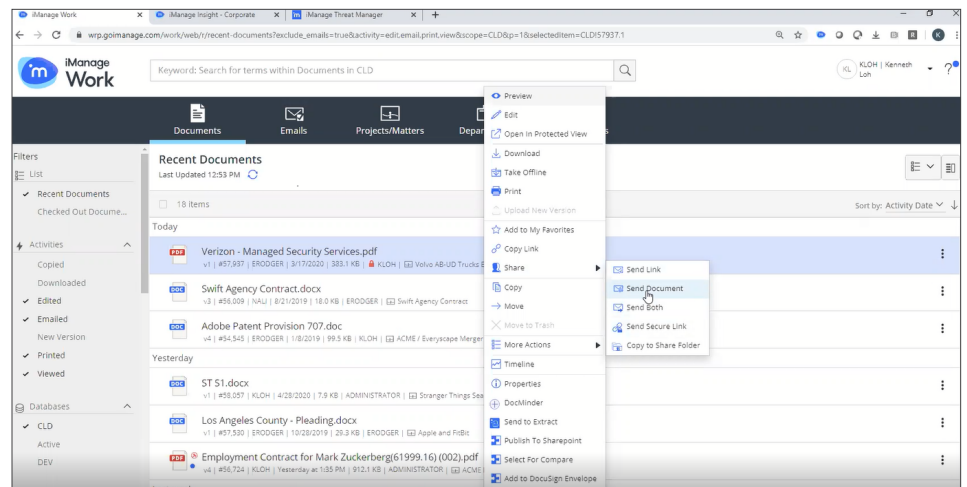 iManage Work
iManage Insight - Corporate
iManage Threat Manager
wrp.goimanage.com/work/web/r/recent-documents?exclude_emails=true&activity=edit,email,print,view&scope=CLD&p=1&selectedItem=CLD!57937.1
iManage
Work
Keyword: Search for terms within Documents in CLD
KL
KLOH | Kenneth
Loh
Documents
Emails
Projects/Matters
Filters
List
Recent Documents
Checked Out Docume...
Activities
Copied
Downloaded
Edited
Emailed
New Version
Printed
Viewed
Databases
CLD
Active
DEV
Recent Documents
Last Updated 12:53 PM
18 items
Sort by: Activity Date
Today
Verizon - Managed Security Services.pdf
v1 | #57,937 | ERODGER | 3/17/2020 | 383.1 KB | KLOH | Volvo AB-UD Trucks
Swift Agency Contract.docx
v3 | #56,009 | NALI | 8/21/2019 | 18.0 KB | ERODGER | Swift Agency Contract
Adobe Patent Provision 707.doc
v4 | #54,545 | ERODGER | 1/8/2019 | 99.5 KB | KLOH | ACME / Everyscape Merger
Yesterday
ST S1.docx
v1 | #58,057 | KLOH | 4/28/2020 | 7.9 KB | ADMINISTRATOR | Stranger Things
Los Angeles County - Pleading.docx
v1 | #57,530 | ERODGER | 10/28/2019 | 29.3 KB | ERODGER | Apple and FitBit
Employment Contract for Mark Zuckerberg(61999.16) (002).pdf
v4 | #56,724 | KLOH | Yesterday at 1:35 PM | 912.1 KB | ADMINISTRATOR | ACME
Preview
Edit
Open In Protected View
Download
Take Offline
Print
Upload New Version
Add to My Favorites
Copy Link
Share
Copy
Move
Move to Trash
More Actions
Timeline
Properties
DocMinder
Send to Extract
Publish To Sharepoint
Select For Compare
Add to DocuSign Envelope
Send Link
Send Document
Send Both
Send Secure Link
Copy to Share Folder